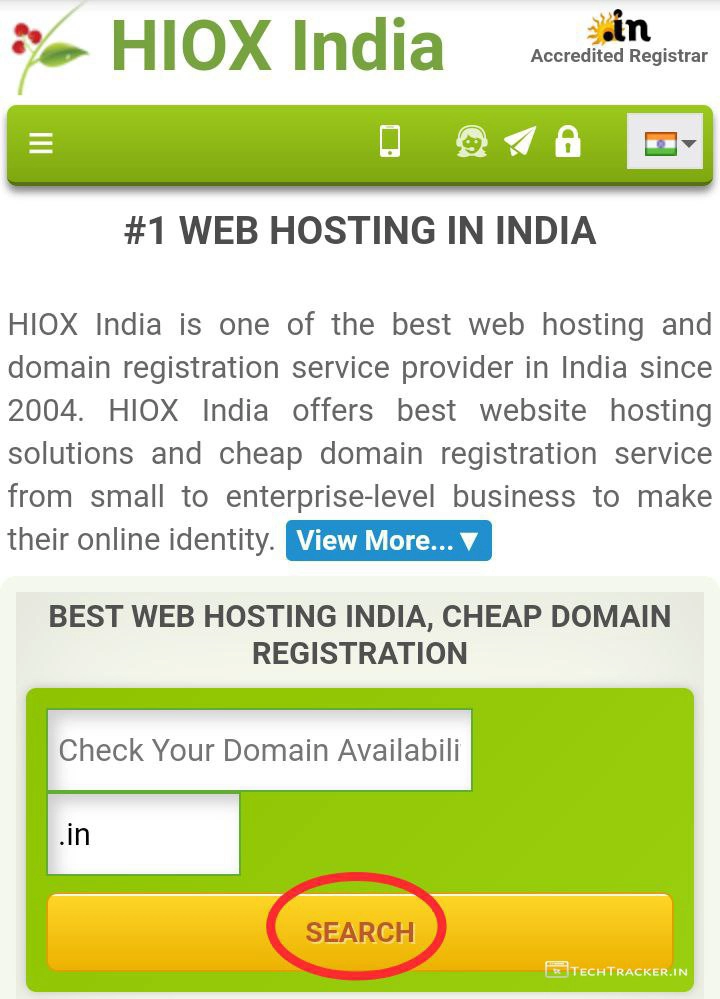 HIOX India
.in
Accredited Registrar
#1 WEB HOSTING IN INDIA
HIOX India is one of the best web hosting and
domain registration service provider in India since
2004. HIOX India offers best website hosting
solutions and cheap domain registration service
from small to enterprise-level business to make
their online identity. View More...▼
BEST WEB HOSTING INDIA, CHEAP DOMAIN
REGISTRATION
Check Your Domain Availabili
.in
SEARCH
TECHTRACKER.IN